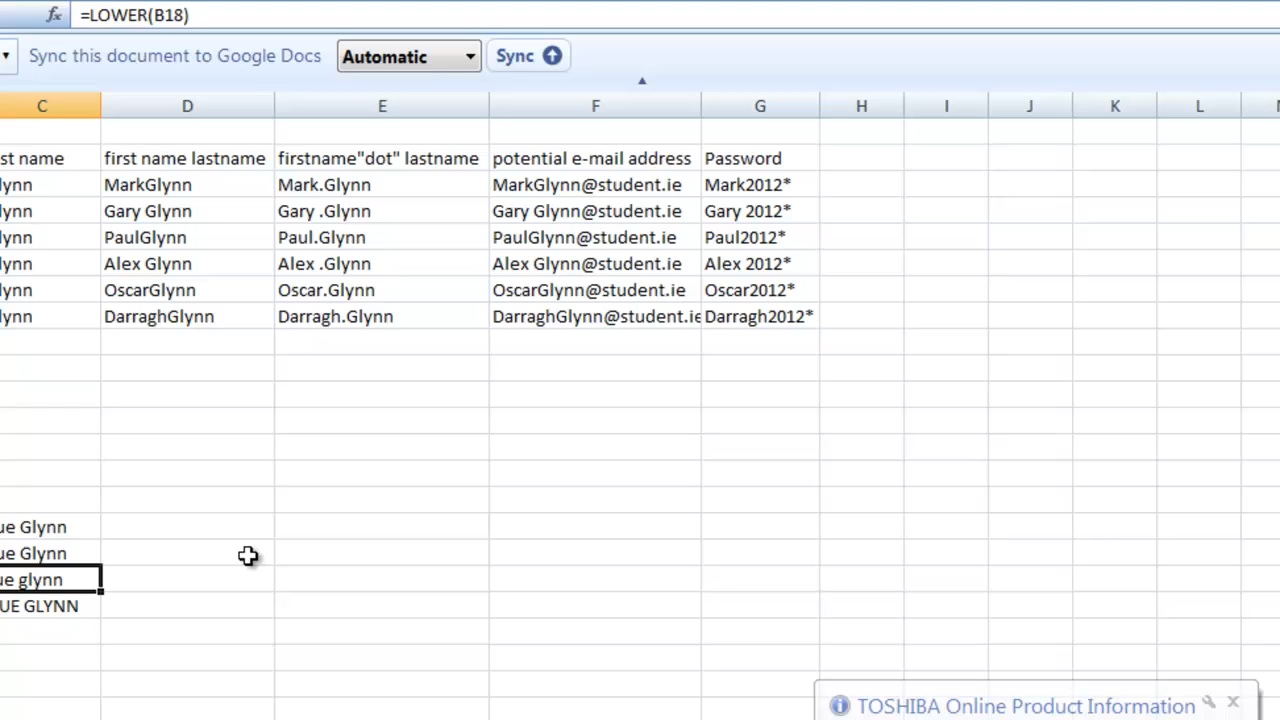 fx =LOWER(B18)
Sync this document to Google Docs Automatic Sync
C D E F G H I J K L
st name first name lastname firstname"dot" lastname potential e-mail address Password
lynn MarkGlynn Mark.Glynn MarkGlynn@student.ie Mark2012*
lynn Gary Glynn Gary .Glynn Gary Glynn@student.ie Gary 2012*
lynn PaulGlynn Paul.Glynn PaulGlynn@student.ie Paul2012*
lynn Alex Glynn Alex .Glynn Alex Glynn@student.ie Alex 2012*
lynn OscarGlynn Oscar.Glynn OscarGlynn@student.ie Oscar2012*
lynn DarraghGlynn Darragh.Glynn DarraghGlynn@student.ie Darragh2012*
ue Glynn
ue Glynn
ue glynn
UE GLYNN
TOSHIBA Online Product Information